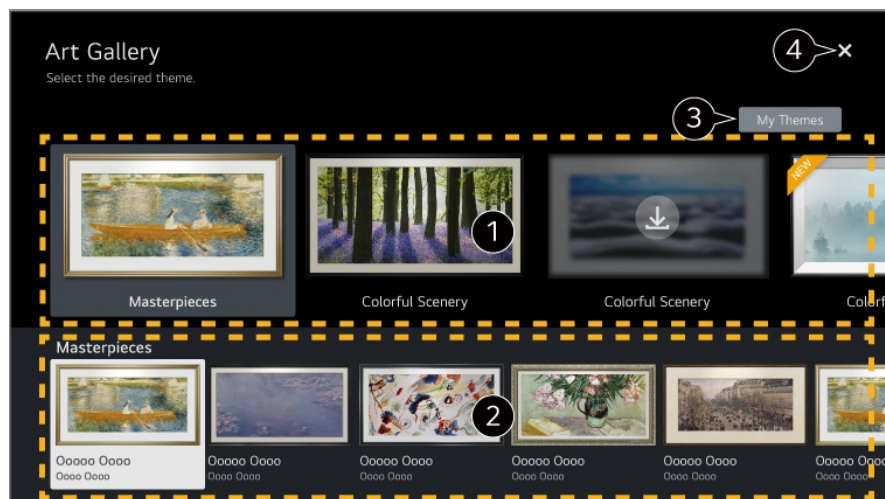 Art Gallery
4
×
Select the desired theme.
3
My Themes
NEW
1
Masterpieces
Colorful Scenery
Colorful Scenery
Colorf
Masterpieces
2
Ooooo Oooo
Ooooo Oooo
Ooooo Oooo
Ooooo Oooo
Ooooo Oooo
Ooooo Oooo
Oooo Oooo
Oooo Oooo
Oooo Oooo
Oooo Oooo
Oooo Oooo
Oooo Oooo